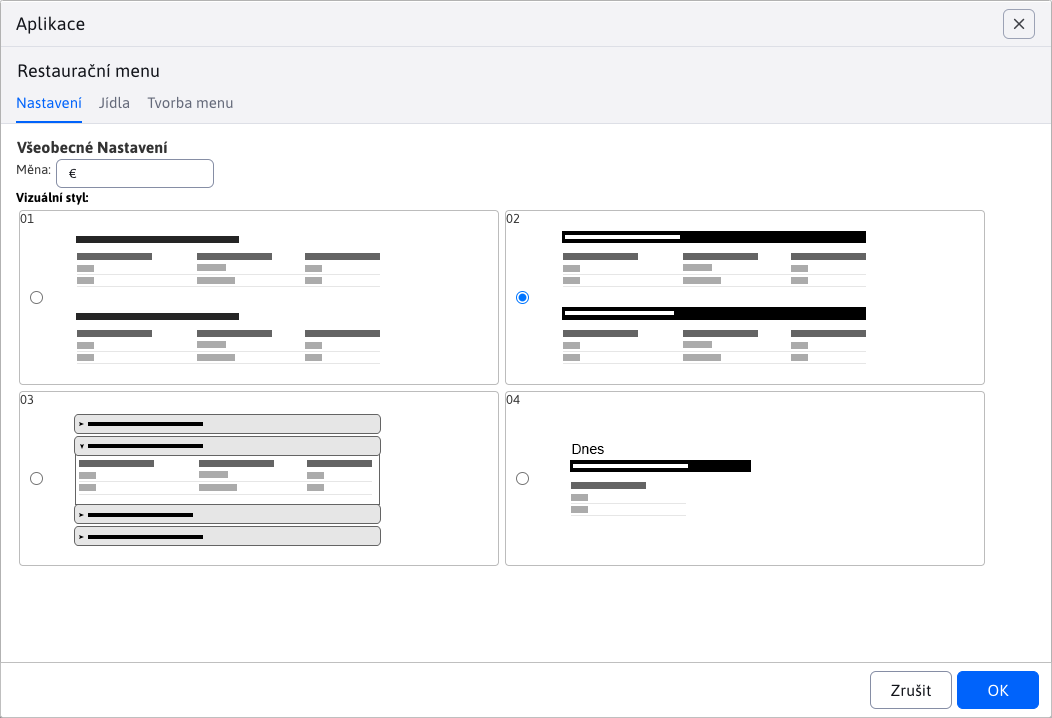 Aplikace
Restaurační menu
Nastavení Jídla Tvorba menu
Všeobecné Nastavení
Měna: €
Vizuální styl:
01 02
03 04
Dnes
Zrušit OK